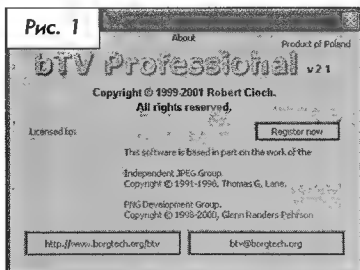 Рис. 1
About
Product of Poland
bTV Professional v 2 1
Copyright © 1999-2001 Robert Cioch.
All rights reserved.
Licensed to:
Register now
This software is based in part on the work of the
Independent JPEG Group.
Copyright © 1991-1996, Thomas G. Lane.
PNG Development Group.
Copyright © 1998-2000, Glenn Randers Pehrson
http://www.borgtech.org/btv
btv@borgtech.org